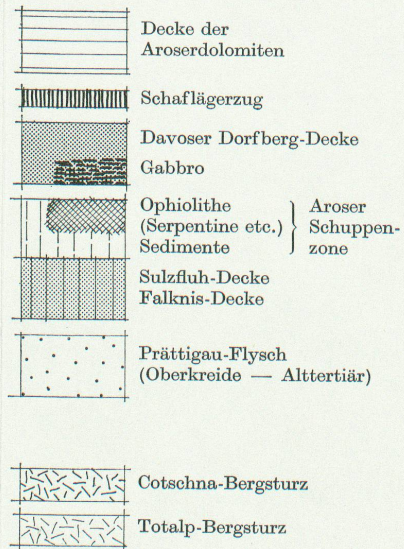 Decke der
Aroserdolomiten
Schaflägerzug
Davoser Dorfberg-Decke
Gabbro
Ophiolithe
(Serpentine etc.)
Sedimente
Aroser
Schuppen-
zone
Sulzfluh-Decke
Falknis-Decke
Prättigau-Flysch
(Oberkreide — Alttertiär)
Cotschna-Bergsturz
Totalp-Bergsturz